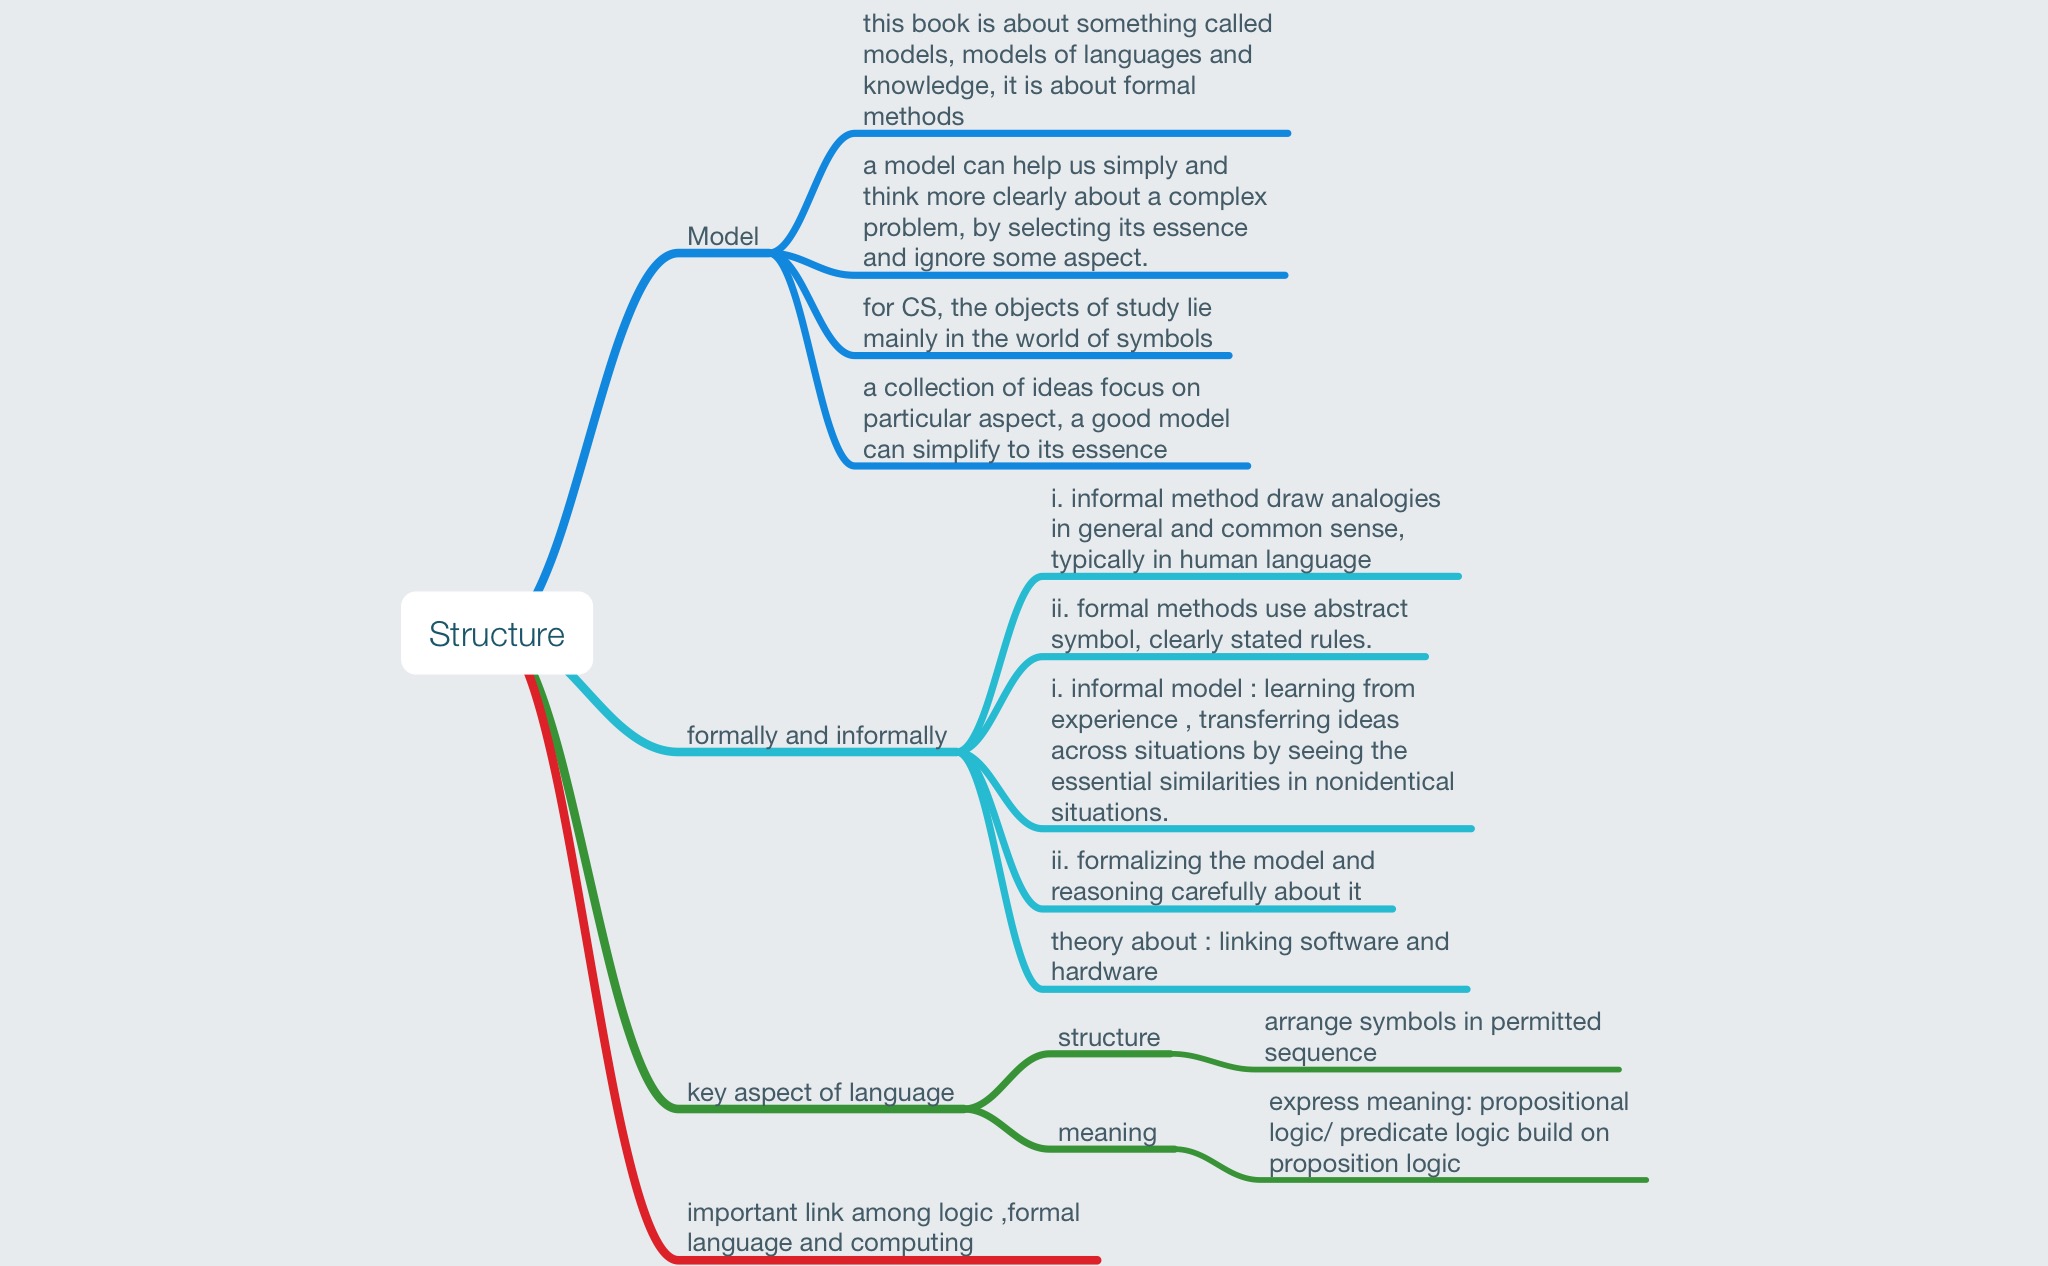 this book is about something called
models, models of languages and
knowledge, it is about formal
methods
a model can help us simply and
think more clearly about a complex
problem, by selecting its essence
and ignore some aspect.
Model
for CS, the objects of study lie
mainly in the world of symbols
a collection of ideas focus on
particular aspect, a good model
can simplify to its essence
i. informal method draw analogies
in general and common sense,
typically in human language
ii. formal methods use abstract
symbol, clearly stated rules.
Structure
i. informal model : learning from
experience , transferring ideas
across situations by seeing the
essential similarities in nonidentical
situations.
formally and informally
ii. formalizing the model and
reasoning carefully about it
theory about : linking software and
hardware
structure
arrange symbols in permitted
sequence
key aspect of language
meaning
express meaning: propositional
logic/ predicate logic build on
proposition logic
important link among logic ,formal
language and computing